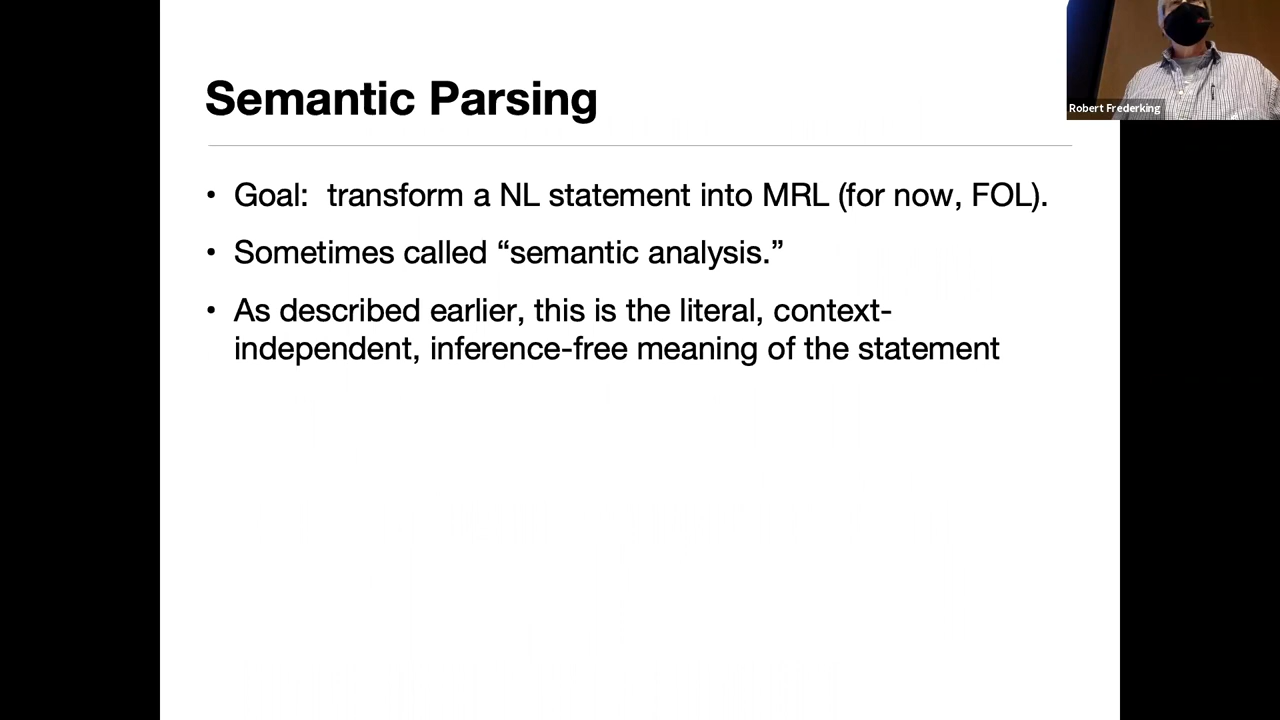 Semantic Parsing
• Goal:  transform a NL statement into MRL (for now, FOL).
• Sometimes called “semantic analysis.”
• As described earlier, this is the literal, context-
independent, inference-free meaning of the statement
Robert Frederking